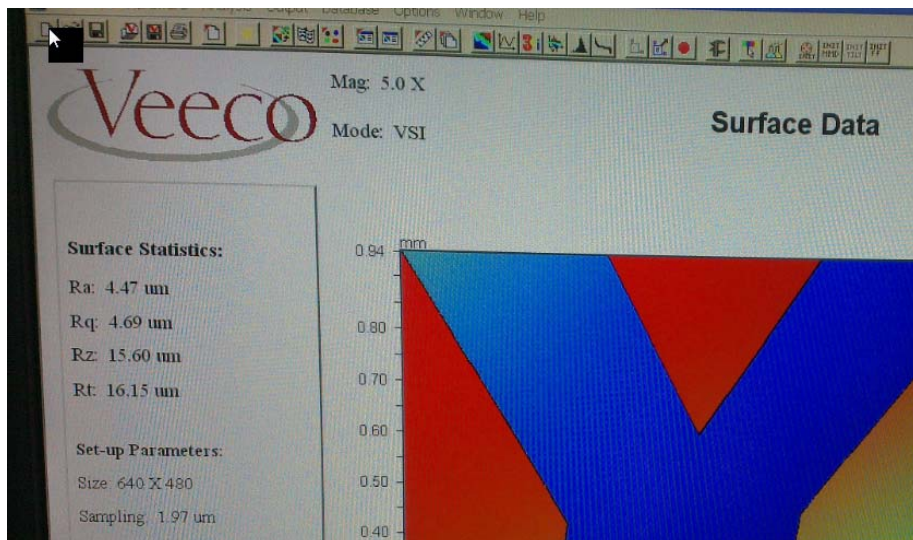 Database Options Window Help
Veeco
Mag: 5.0 X
Mode: VSI
Surface Data
Surface Statistics:
Ra: 4.47 um
Rq: 4.69 um
Rz: 15.60 um
Rt: 16.15 um
Set-up Parameters:
Size: 640 X 480
Sampling: 1.97 um
mm
0.94
0.80
0.70
0.60
0.50
0.40